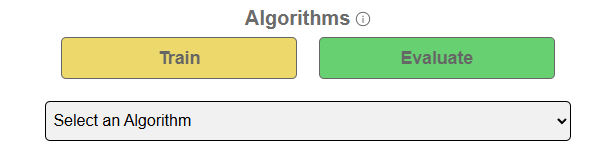 Algorithms
Train
Evaluate
Select an Algorithm